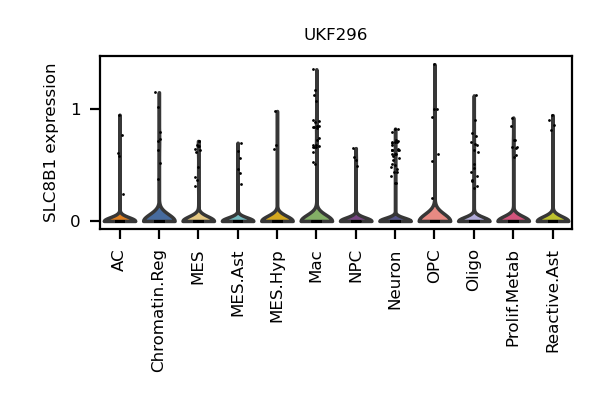 UKF296
SLC8B1 expression
1
0
AC
Chromatin.Reg
MES
MES.Ast
MES.Hyp
Mac
NPC
Neuron
OPC
Oligo
Prolif.Metab
Reactive.Ast